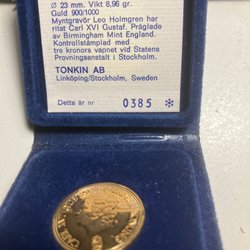 Ø 23 mm. Vikt 8,96 gr.
Guld 900/1000
Myntgravör Leo Holmgren har
ritat Carl XVI Gustaf. Präglade
av Birmingham Mint England.
Kontrollstämplad med
tre kronors vapnet vid Statens
Provningsanstalt i Stockholm.
TONKIN AB
Linköping/Stockholm, Sweden
Detta är nr 0385 *